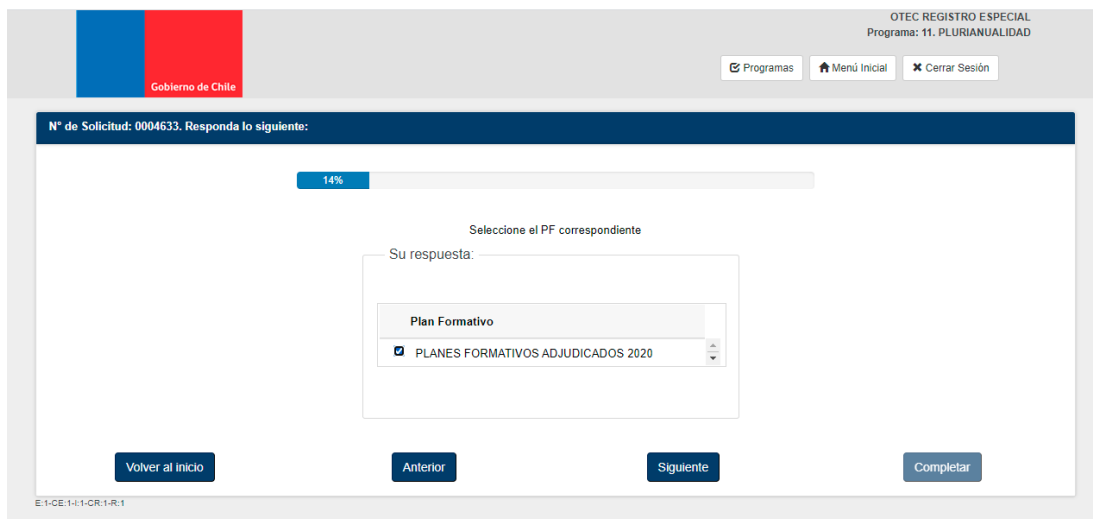 OTEC REGISTRO ESPECIAL
Programa: 11. PLURIANUALIDAD
Programas
Menú Inicial
Cerrar Sesión
Gobierno de Chile
N° de Solicitud: 0004633. Responda lo siguiente:
14%
Seleccione el PF correspondiente
Su respuesta:
Plan Formativo
PLANES FORMATIVOS ADJUDICADOS 2020
Volver al inicio
Anterior
Siguiente
Completar
E:1-CE:1-I:1-CR:1-R:1